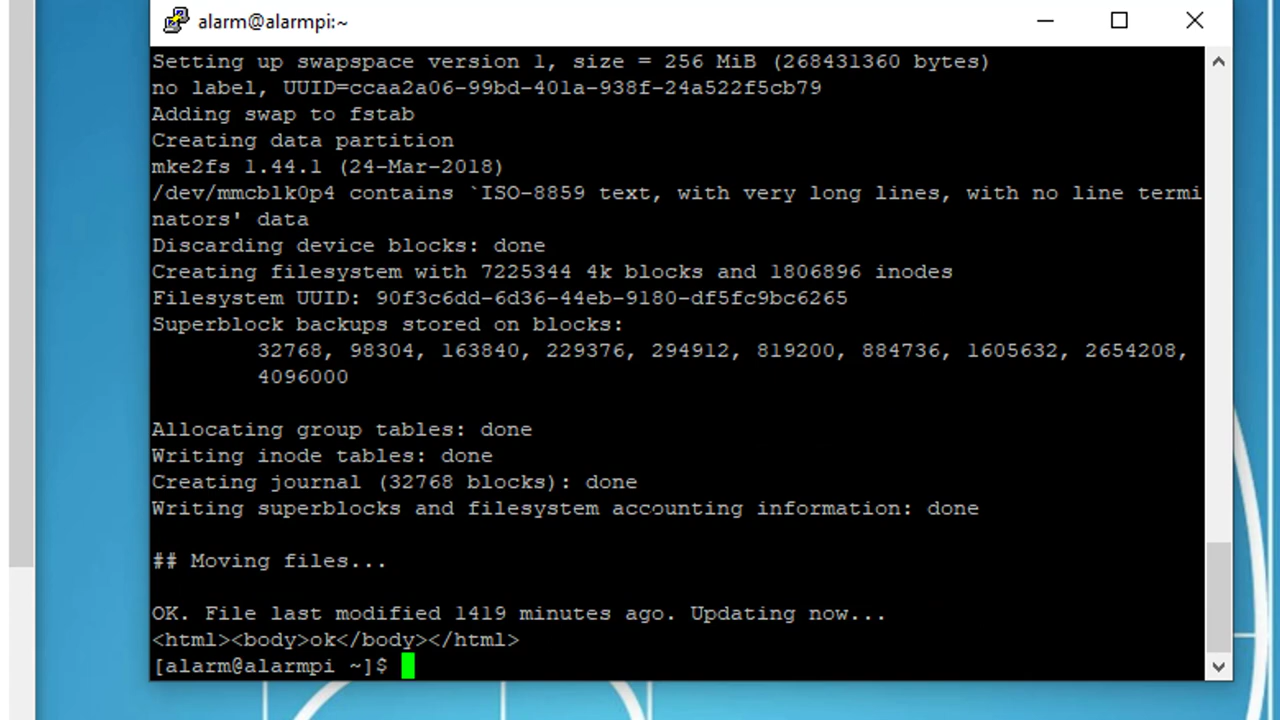 alarm@alarmpi:~
Setting up swapspace version 1, size = 256 MiB (268431360 bytes)
no label, UUID=ccaa2a06-99bd-401a-938f-24a522f5cb79
Adding swap to fstab
Creating data partition
mke2fs 1.44.1 (24-Mar-2018)
/dev/mmcblk0p4 contains `ISO-8859 text, with very long lines, with no line termi
nators' data
Discarding device blocks: done
Creating filesystem with 7225344 4k blocks and 1806896 inodes
Filesystem UUID: 90f3c6dd-6d36-44eb-9180-df5fc9bc6265
Superblock backups stored on blocks:
32768, 98304, 163840, 229376, 294912, 819200, 884736, 1605632, 2654208,
4096000
Allocating group tables: done
Writing inode tables: done
Creating journal (32768 blocks): done
Writing superblocks and filesystem accounting information: done
## Moving files...
OK. File last modified 1419 minutes ago. Updating now...
<html><body>ok</body></html>
[alarm@alarmpi ~]$